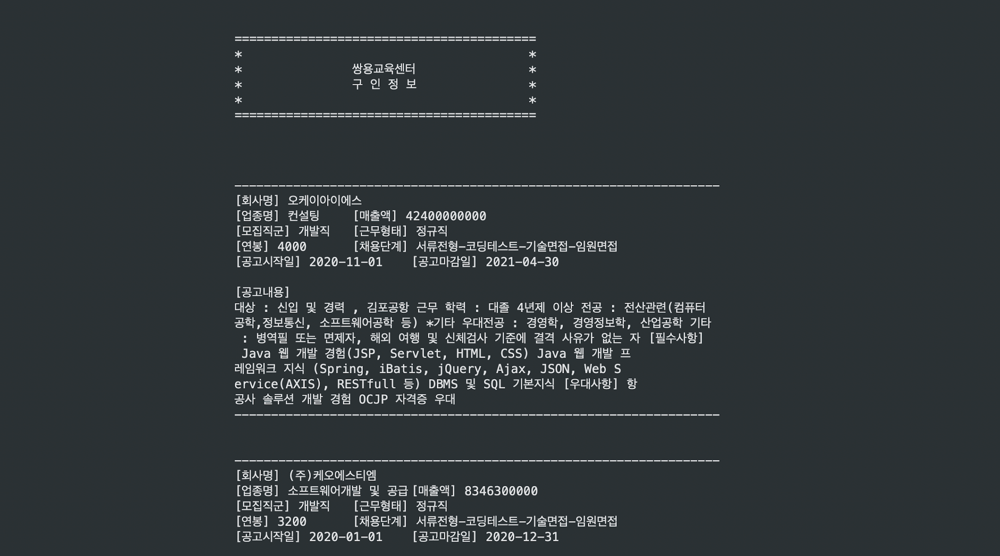 =========================================
*                                       *
*               쌍용교육센터               *
*               구 인 정 보               *
*                                       *
=========================================
------------------------------------------------------------------
[회사명] 오케이아이에스
[업종명] 컨설팅 [매출액] 42400000000
[모집직군] 개발직 [근무형태] 정규직
[연봉] 4000 [채용단계] 서류전형-코딩테스트-기술면접-임원면접
[공고시작일] 2020-11-01 [공고마감일] 2021-04-30
[공고내용]
대상 : 신입 및 경력 , 김포공항 근무 학력 : 대졸 4년제 이상 전공 : 전산관련(컴퓨터
공학,정보통신, 소프트웨어공학 등) *기타 우대전공 : 경영학, 경영정보학, 산업공학 기타
 : 병역필 또는 면제자, 해외 여행 및 신체검사 기준에 결격 사유가 없는 자 [필수사항]
 Java 웹 개발 경험(JSP, Servlet, HTML, CSS) Java 웹 개발 프
레임워크 지식 (Spring, iBatis, jQuery, Ajax, JSON, Web S
ervice(AXIS), RESTfull 등) DBMS 및 SQL 기본지식 [우대사항] 항
공사 솔루션 개발 경험 OCJP 자격증 우대
------------------------------------------------------------------
------------------------------------------------------------------
[회사명] (주)케오에스티엠
[업종명] 소프트웨어개발 및 공급 [매출액] 8346300000
[모집직군] 개발직 [근무형태] 정규직
[연봉] 3200 [채용단계] 서류전형-코딩테스트-기술면접-임원면접
[공고시작일] 2020-01-01 [공고마감일] 2020-12-31